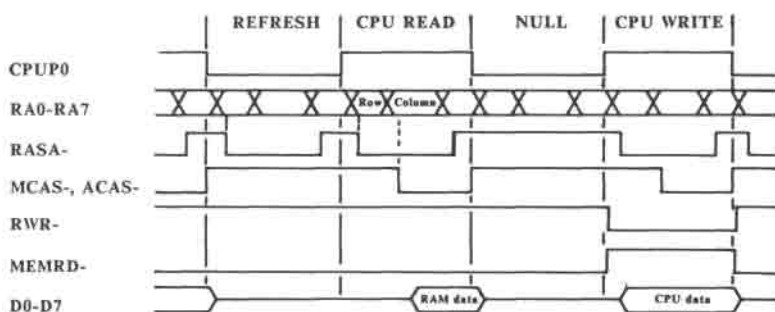 REFRESH CPU READ NULL CPU WRITE
CPUP0
RA0-RA7 Row Column
RASA-
MCAS-, ACAS-
RWR-
MEMRD-
D0-D7 RAM data CPU data